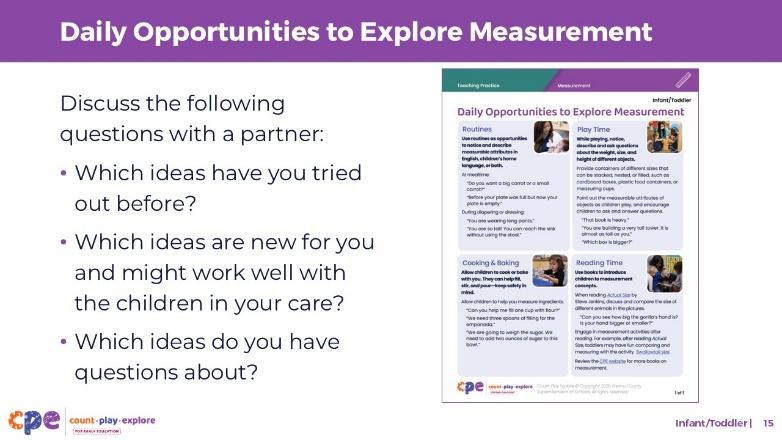 Daily Opportunities to Explore Measurement
Discuss the following
questions with a partner:
• Which ideas have you tried
out before?
• Which ideas are new for you
and might work well with
the children in your care?
• Which ideas do you have
questions about?
Teaching Practice
Measurement
Infant/Toddler
Daily Opportunities to Explore Measurement
Routines
Use routines as opportunities
to notice and describe
measurable attributes in
English, children's home
language, or both.
At mealtime:
"Do you want a big carrot or a small
carrot?"
"Before your plate was full but now your
plate is empty."
During diapering or dressing:
"You are wearing long pants."
"You are so tall! You can reach the sink
without using the stool."
Play Time
While playing, notice,
describe and ask questions
about the weight, size, and
height of different objects.
Provide containers of different sizes that
can be stacked, nested, or filled, such as
cardboard boxes, plastic food containers, or
measuring cups.
Point out the measurable attributes of
objects as children play, and encourage
children to ask and answer questions.
"That book is heavy."
"You are building a very tall tower. It is
almost as tall as you."
"Which box is bigger?"
Cooking & Baking
Allow children to cook or bake
with you. They can help fill,
stir, and pour—keep safety in
mind.
Allow children to help you measure ingredients.
"Can you help me fill one cup with flour?"
"We need three spoons of filling for the
empanada."
"We are going to weigh the sugar. We
need to add two ounces of sugar to this
bowl."
Reading Time
Use books to introduce
children to measurement
concepts.
When reading Actual Size by
Steve Jenkins, discuss and compare the size of
different animals in the pictures.
"Can you see how big the gorilla's hand is?
Is your hand bigger or smaller?"
Engage in measurement activities after
reading. For example, after reading Actual
Size, toddlers may have fun comparing and
measuring with the activity
Review the CPE website for more books on
measurement.
cpe
count•play•explore
Count Play Explore © Copyright 2025 Fresno County
Superintendent of Schools. All rights reserved.
1 of 1
cpe
count•play•explore
FOR EARLY EDUCATION
Infant/Toddler | 15